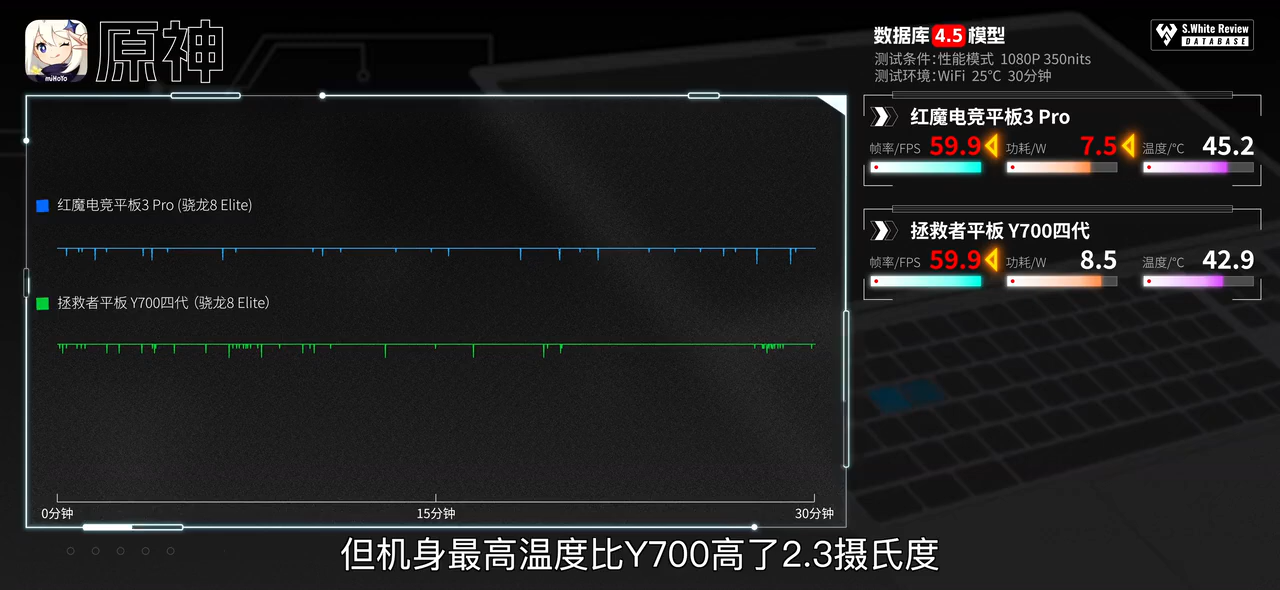 miHoYo
原神
数据库 4.5 模型
测试条件：性能模式 1080P 350nits
测试环境：WiFi 25℃ 30分钟
S.White Review
DATABASE
红魔电竞平板3 Pro
帧率/FPS 59.9 功耗/W 7.5 温度/℃ 45.2
拯救者平板 Y700四代
帧率/FPS 59.9 功耗/W 8.5 温度/℃ 42.9
红魔电竞平板3 Pro (骁龙8 Elite)
拯救者平板 Y700四代（骁龙8 Elite）
0分钟 15分钟 30分钟
但机身最高温度比Y700高了2.3摄氏度